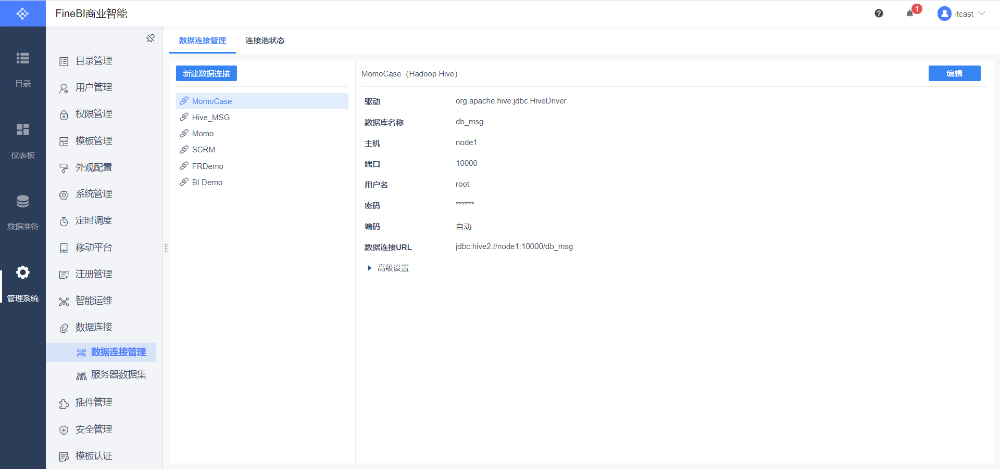 FineBI商业智能
1
itcast
目录
仪表板
数据准备
管理系统
目录管理
用户管理
权限管理
模板管理
外观配置
系统管理
定时调度
移动平台
注册管理
智能运维
数据连接
数据连接管理
服务器数据集
插件管理
安全管理
模板认证
数据连接管理
连接池状态
新建数据连接
MomoCase
Hive_MSG
Momo
SCRM
FRDemo
BI Demo
MomoCase（Hadoop Hive）
编辑
驱动 org.apache.hive.jdbc.HiveDriver
数据库名称 db_msg
主机 node1
端口 10000
用户名 root
密码 ******
编码 自动
数据连接URL jdbc:hive2://node1:10000/db_msg
高级设置